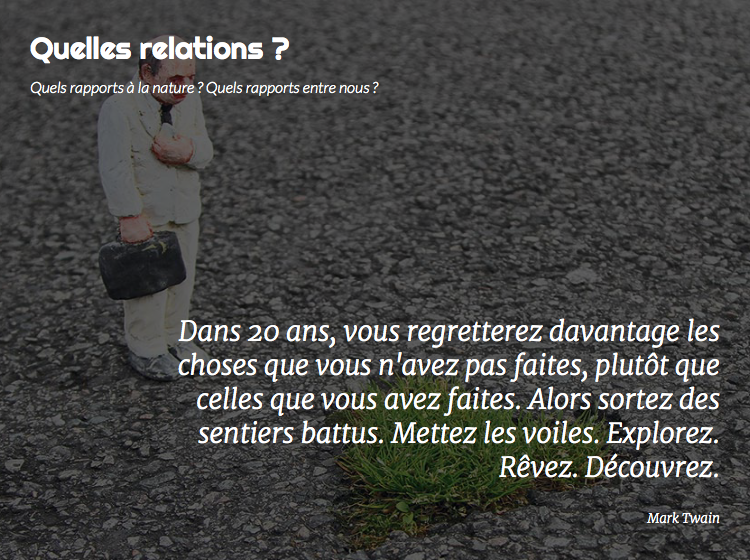 Quelles relations ?
Quels rapports à la nature ? Quels rapports entre nous ?
Dans 20 ans, vous regretterez davantage les
choses que vous n'avez pas faites, plutôt que
celles que vous avez faites. Alors sortez des
sentiers battus. Mettez les voiles. Explorez.
Rêvez. Découvrez.
Mark Twain